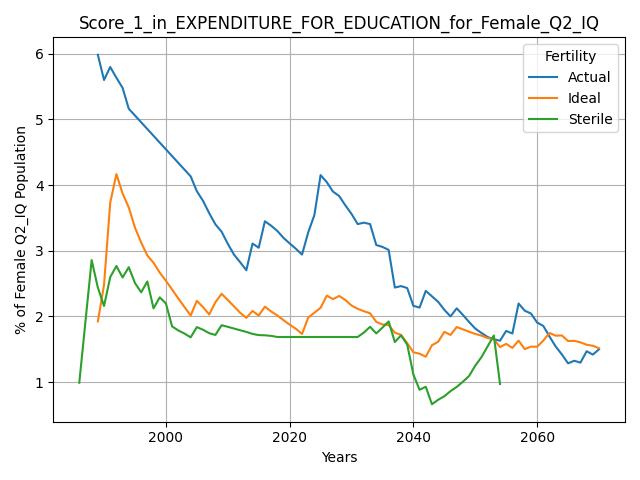 Score_1_in_EXPENDITURE_FOR_EDUCATION_for_Female_Q2_IQ
% of Female Q2_IQ Population
6
5
4
3
2
1
Fertility
Actual
Ideal
Sterile
2000
2020
2040
2060
Years